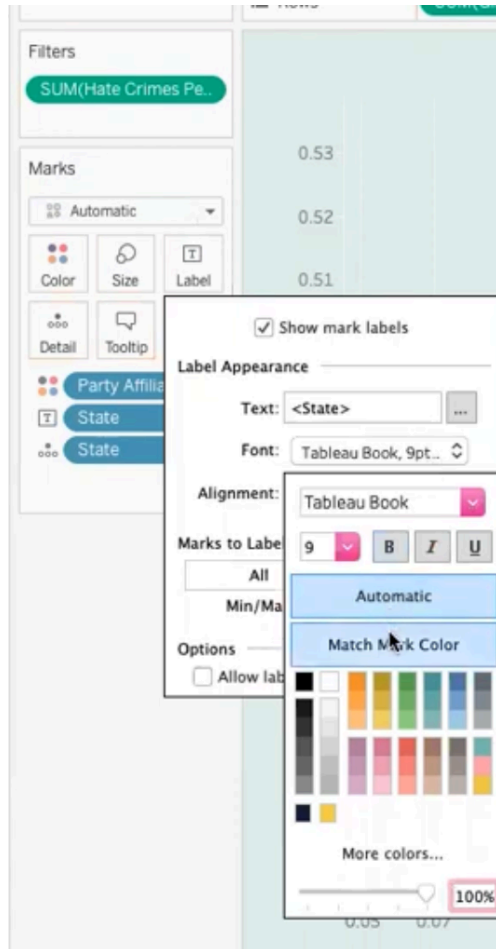 Filters
SUM(Hate Crimes Pe..
Marks
Automatic
Color
Size
Label
Detail
Tooltip
Party Affilia
State
State
0.53
0.52
0.51
Show mark labels
Label Appearance
Text: <State> ...
Font: Tableau Book, 9pt...
Alignment:
Tableau Book
9 B I U
Marks to Labe
All
Min/Ma
Automatic
Match Mark Color
Options
Allow lab
More colors...
100%
0.05 0.07